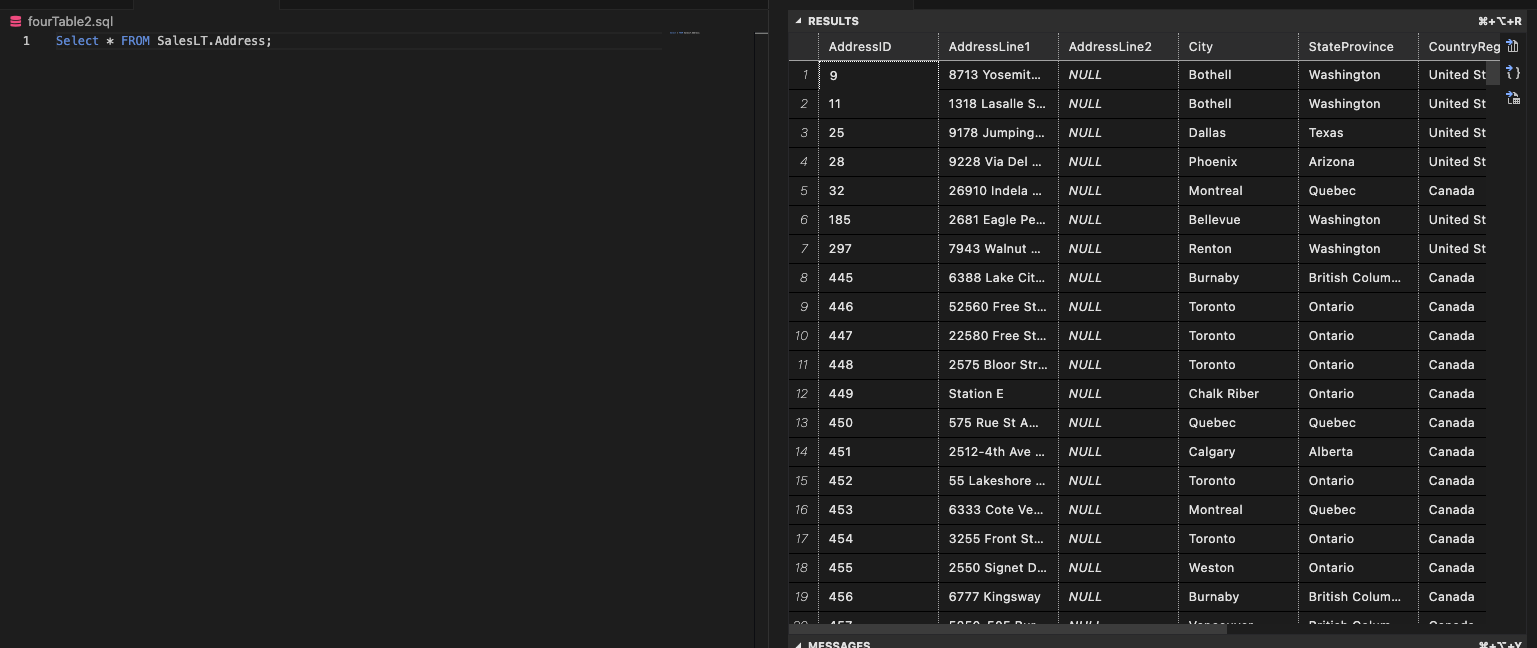 fourTable2.sql
1 Select * FROM SalesLT.Address;
RESULTS ⌘+⌥+R
AddressID AddressLine1 AddressLine2 City StateProvince CountryReg
1 9 8713 Yosemit... NULL Bothell Washington United St
2 11 1318 Lasalle S... NULL Bothell Washington United St
3 25 9178 Jumping... NULL Dallas Texas United St
4 28 9228 Via Del ... NULL Phoenix Arizona United St
5 32 26910 Indela ... NULL Montreal Quebec Canada
6 185 2681 Eagle Pe... NULL Bellevue Washington United St
7 297 7943 Walnut ... NULL Renton Washington United St
8 445 6388 Lake Cit... NULL Burnaby British Colum... Canada
9 446 52560 Free St... NULL Toronto Ontario Canada
10 447 22580 Free St... NULL Toronto Ontario Canada
11 448 2575 Bloor Str... NULL Toronto Ontario Canada
12 449 Station E NULL Chalk Riber Ontario Canada
13 450 575 Rue St A... NULL Quebec Quebec Canada
14 451 2512-4th Ave ... NULL Calgary Alberta Canada
15 452 55 Lakeshore ... NULL Toronto Ontario Canada
16 453 6333 Cote Ve... NULL Montreal Quebec Canada
17 454 3255 Front St... NULL Toronto Ontario Canada
18 455 2550 Signet D... NULL Weston Ontario Canada
19 456 6777 Kingsway NULL Burnaby British Colum... Canada
MESSAGES ⌘+⌥+Y